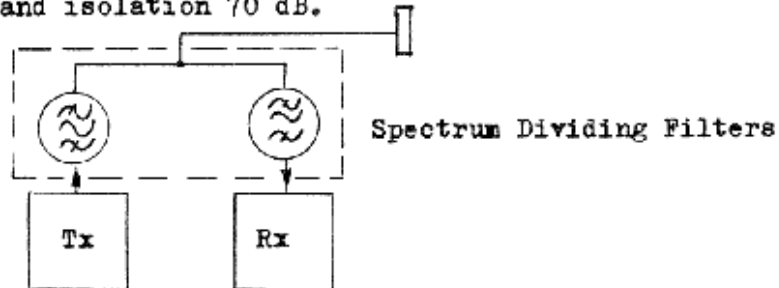 and isolation 70 dB.
Spectrum Dividing Filters
Tx
Rx